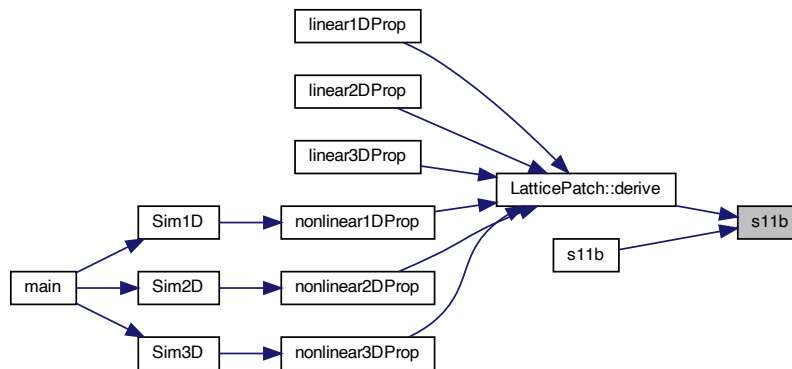 linear1DProp
linear2DProp
linear3DProp
LatticePatch::derive
Sim1D
nonlinear1DProp
s11b
s11b
main
Sim2D
nonlinear2DProp
Sim3D
nonlinear3DProp